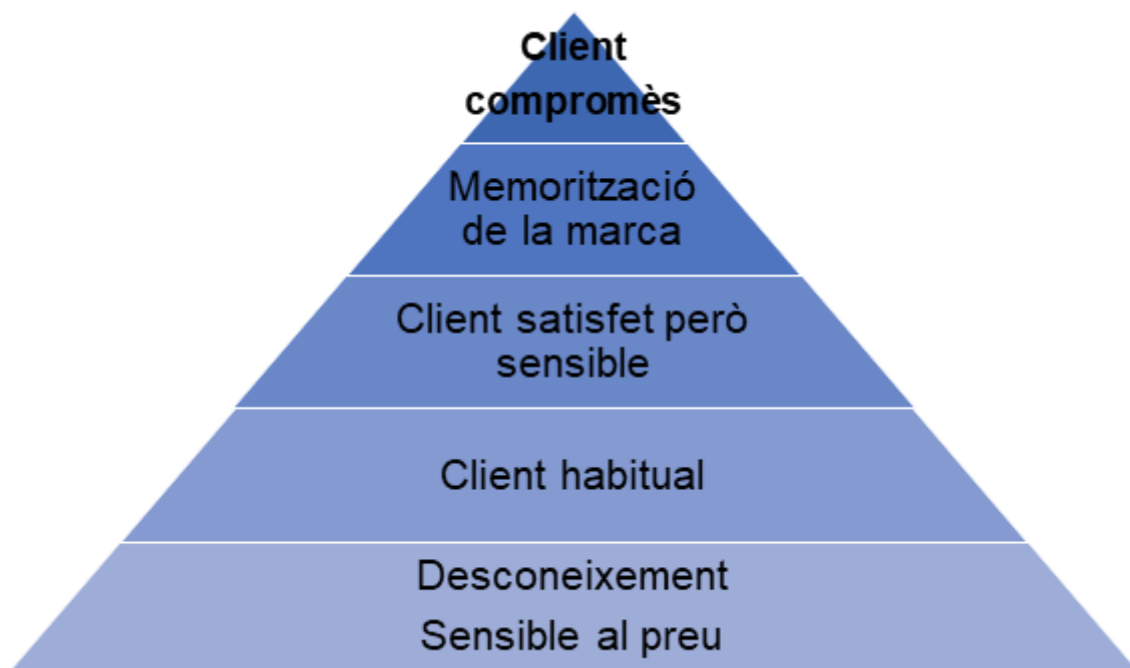 Client
compromès
Memorització
de la marca
Client satisfet però
sensible
Client habitual
Desconeixement
Sensible al preu